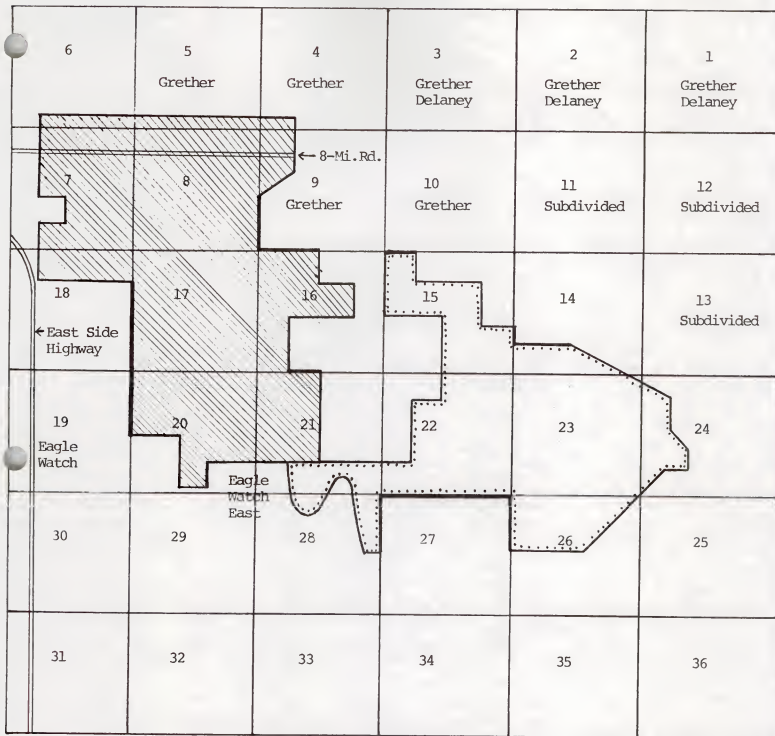 6
5
Grether
4
Grether
3
Grether
Delaney
2
Grether
Delaney
1
Grether
Delaney
7
8
← 8-Mi.Rd.
9
Grether
10
Grether
11
Subdivided
12
Subdivided
18
←East Side
Highway
17
16
15
14
13
Subdivided
19
Eagle
Watch
20
21
22
23
24
Eagle
Watch
East
30
29
28
27
26
25
31
32
33
34
35
36